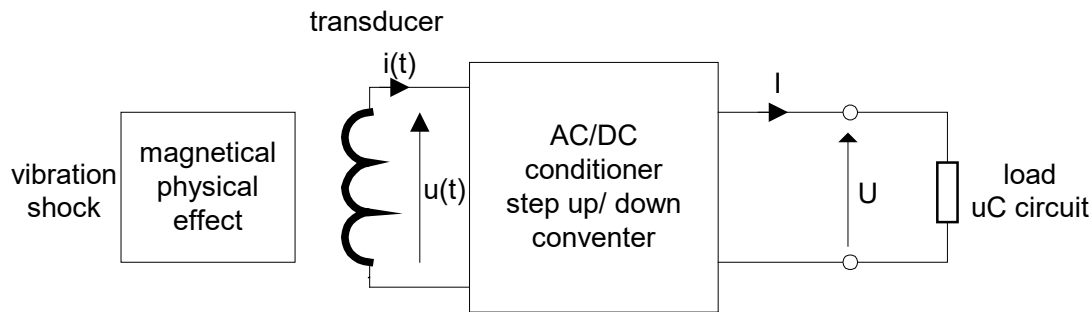 transducer
i(t)
I
vibration
shock
magnetical
physical
effect
u(t)
AC/DC
conditioner
step up/ down
conventer
U
load
uC circuit